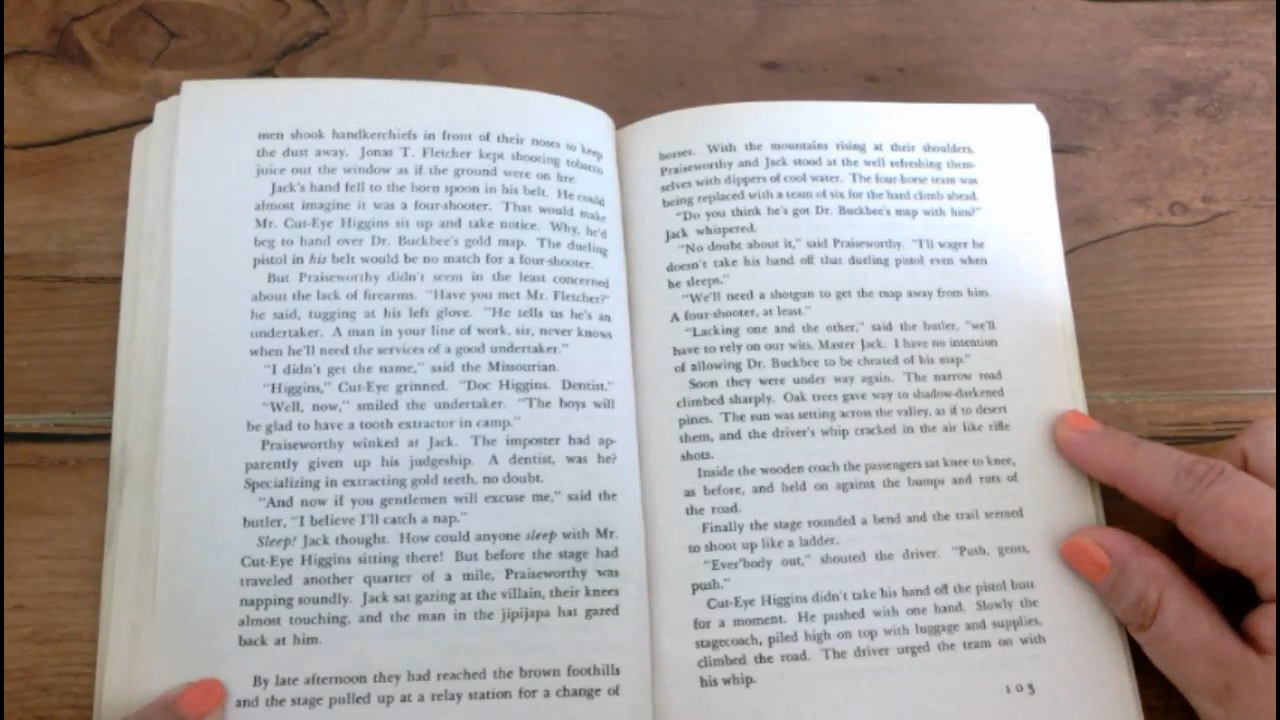 men shook handkerchiefs in front of their noses to keep
the dust away. Jonas T. Fletcher kept shooting tobacco
juice out the window as if the ground were on fire.
Jack's hand fell to the horn spoon in his belt. He could
almost imagine it was a four-shooter. That would make
Mr. Cut-Eye Higgins sit up and take notice. Why, he'd
beg to hand over Dr. Buckbee's gold map. The dueling
pistol in his belt would be no match for a four-shooter.
But Praiseworthy didn't seem in the least concerned
about the lack of firearms. "Have you met Mr. Fletcher?"
he said, tugging at his left glove. "He tells us he's an
undertaker. A man in your line of work, sir, never knows
when he'll need the services of a good undertaker."
"I didn't get the name," said the Missourian.
"Higgins," Cut-Eye grinned. "Doc Higgins. Dentist."
"Well, now," smiled the undertaker. "The boys will
be glad to have a tooth extractor in camp."
Praiseworthy winked at Jack. The imposter had ap-
parently given up his judgeship. A dentist, was he?
Specializing in extracting gold teeth, no doubt.
"And now if you gentlemen will excuse me," said the
butler, "I believe I'll catch a nap."
Sleep! Jack thought. How could anyone sleep with Mr.
Cut-Eye Higgins sitting there! But before the stage had
traveled another quarter of a mile, Praiseworthy was
napping soundly. Jack sat gazing at the villain, their knees
almost touching, and the man in the jipijapa hat gazed
back at him.
By late afternoon they had reached the brown foothills
and the stage pulled up at a relay station for a change of
horses. With the mountains rising at their shoulders,
Praiseworthy and Jack stood at the well refreshing them-
selves with dippers of cool water. The four-horse team was
being replaced with a team of six for the hard climb ahead.
"Do you think he's got Dr. Buckbee's map with him?"
Jack whispered.
"No doubt about it," said Praiseworthy. "I'll wager he
doesn't take his hand off that dueling pistol even when
he sleeps."
"We'll need a shotgun to get the map away from him.
A four-shooter, at least."
"Lacking one and the other," said the butler, "we'll
have to rely on our wits, Master Jack. I have no intention
of allowing Dr. Buckbee to be cheated of his map."
Soon they were under way again. The narrow road
climbed sharply. Oak trees gave way to shadow-darkened
pines. The sun was setting across the valley, as if to desert
them, and the driver's whip cracked in the air like rifle
shots.
Inside the wooden coach the passengers sat knee to knee,
as before, and held on against the bumps and ruts of
the road.
Finally the stage rounded a bend and the trail seemed
to shoot up like a ladder.
"Ever'body out," shouted the driver. "Push, gents,
push."
Cut-Eye Higgins didn't take his hand off the pistol butt
for a moment. He pushed with one hand. Slowly the
stagecoach, piled high on top with luggage and supplies,
climbed the road. The driver urged the team on with
his whip.
103